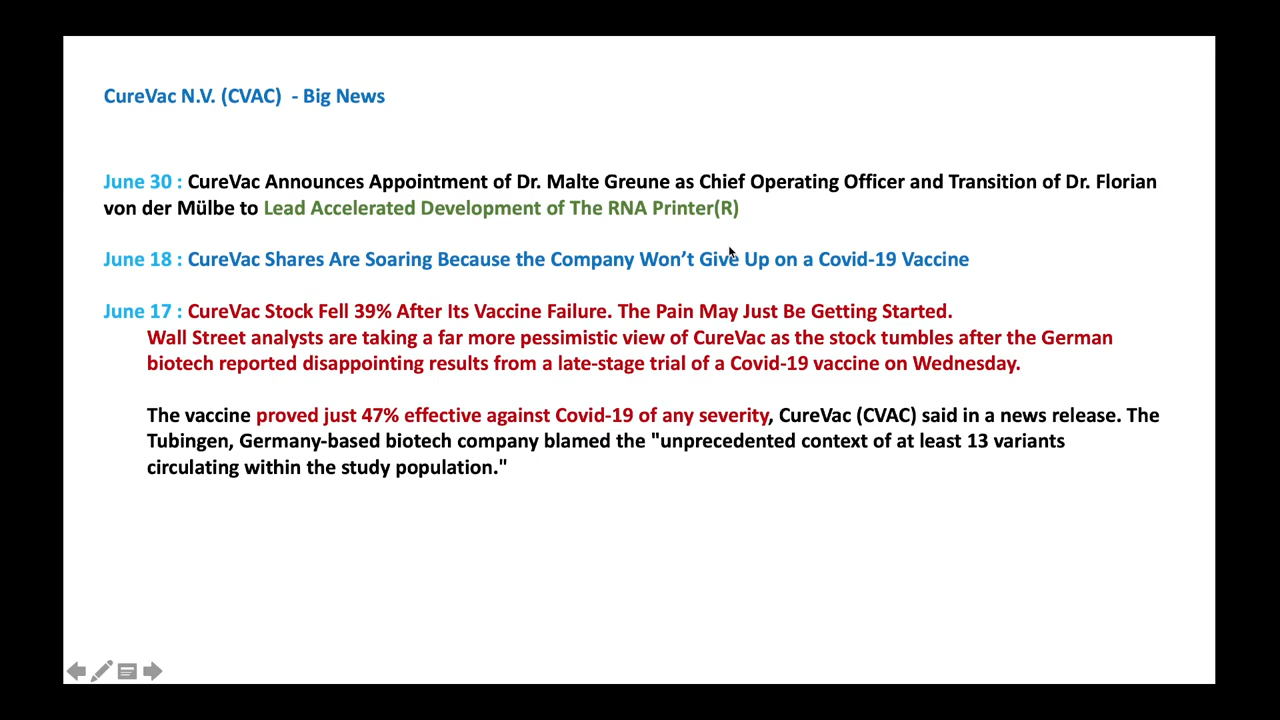 CureVac N.V. (CVAC)  - Big News
June 30 : CureVac Announces Appointment of Dr. Malte Greune as Chief Operating Officer and Transition of Dr. Florian
von der Mülbe to Lead Accelerated Development of The RNA Printer(R)
June 18 : CureVac Shares Are Soaring Because the Company Won’t Give Up on a Covid-19 Vaccine
June 17 : CureVac Stock Fell 39% After Its Vaccine Failure. The Pain May Just Be Getting Started.
Wall Street analysts are taking a far more pessimistic view of CureVac as the stock tumbles after the German
biotech reported disappointing results from a late-stage trial of a Covid-19 vaccine on Wednesday.
The vaccine proved just 47% effective against Covid-19 of any severity, CureVac (CVAC) said in a news release. The
Tubingen, Germany-based biotech company blamed the "unprecedented context of at least 13 variants
circulating within the study population."